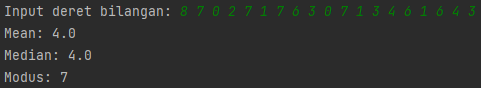 Input deret bilangan: 8 7 0 2 7 1 7 6 3 0 7 1 3 4 6 1 6 4 3
Mean: 4.0
Median: 4.0
Modus: 7